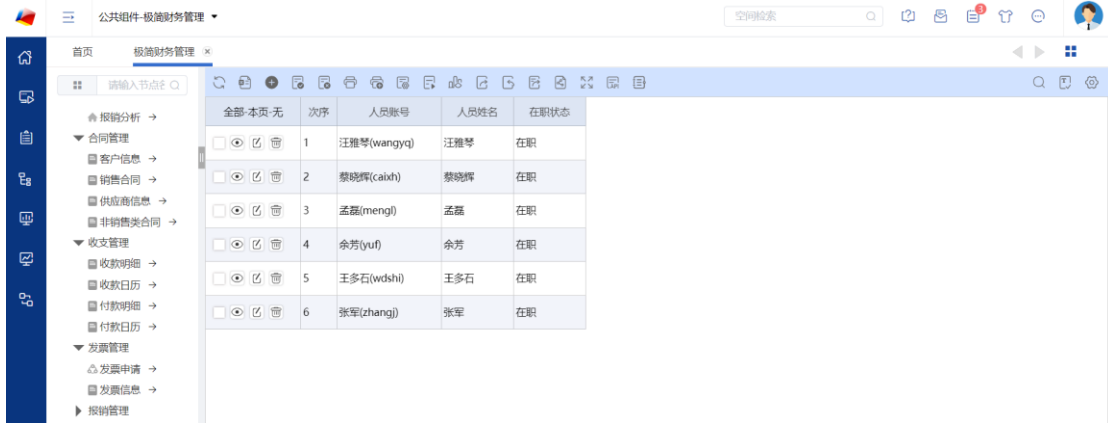 公共组件-极简财务管理
空间检索
3
首页 极简财务管理 ×
报销分析 →
合同管理
客户信息 →
销售合同 →
供应商信息 →
非销售类合同 →
收支管理
收款明细 →
收款日历 →
付款明细 →
付款日历 →
发票管理
发票申请 →
发票信息 →
报销管理
全部-本页-无 次序 人员账号 人员姓名 在职状态
1 汪雅琴(wangyq) 汪雅琴 在职
2 蔡晓辉(caixh) 蔡晓辉 在职
3 孟磊(mengl) 孟磊 在职
4 余芳(yuf) 余芳 在职
5 王多石(wdshi) 王多石 在职
6 张军(zhangj) 张军 在职